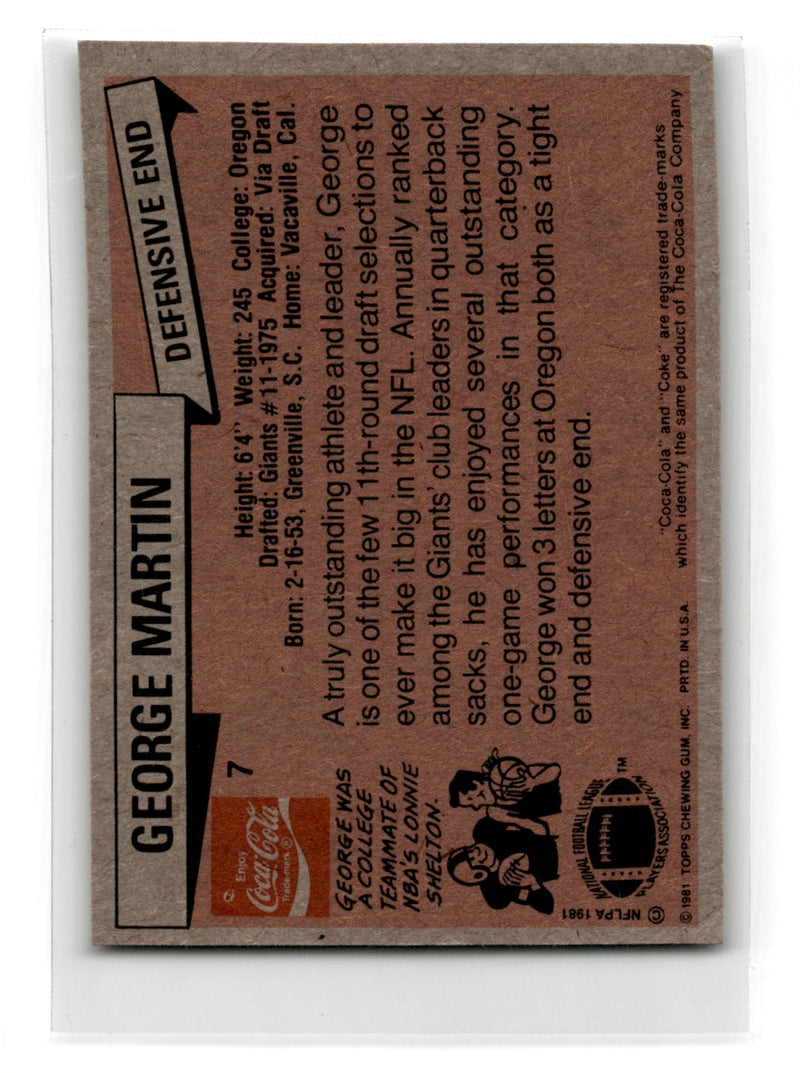 GEORGE MARTIN
DEFENSIVE END
7
Enjoy
Coca-Cola
Trade-mark ®
Height: 6'4" Weight: 245 College: Oregon
Drafted: Giants #11-1975 Acquired: Via Draft
Born: 2-16-53, Greenville, S.C. Home: Vacaville, Cal.
A truly outstanding athlete and leader, George
is one of the few 11th-round draft selections to
ever make it big in the NFL. Annually ranked
among the Giants' club leaders in quarterback
sacks, he has enjoyed several outstanding
one-game performances in that category.
George won 3 letters at Oregon both as a tight
end and defensive end.
GEORGE WAS
A COLLEGE
TEAMMATE OF
NBA'S LONNIE
SHELTON.
NATIONAL FOOTBALL LEAGUE
PLAYERS ASSOCIATION
TM
© NFLPA 1981
"Coca-Cola" and "Coke" are registered trade-marks
which identify the same product of The Coca-Cola Company
© 1981 TOPPS CHEWING GUM, INC. PRTD. IN U.S.A.